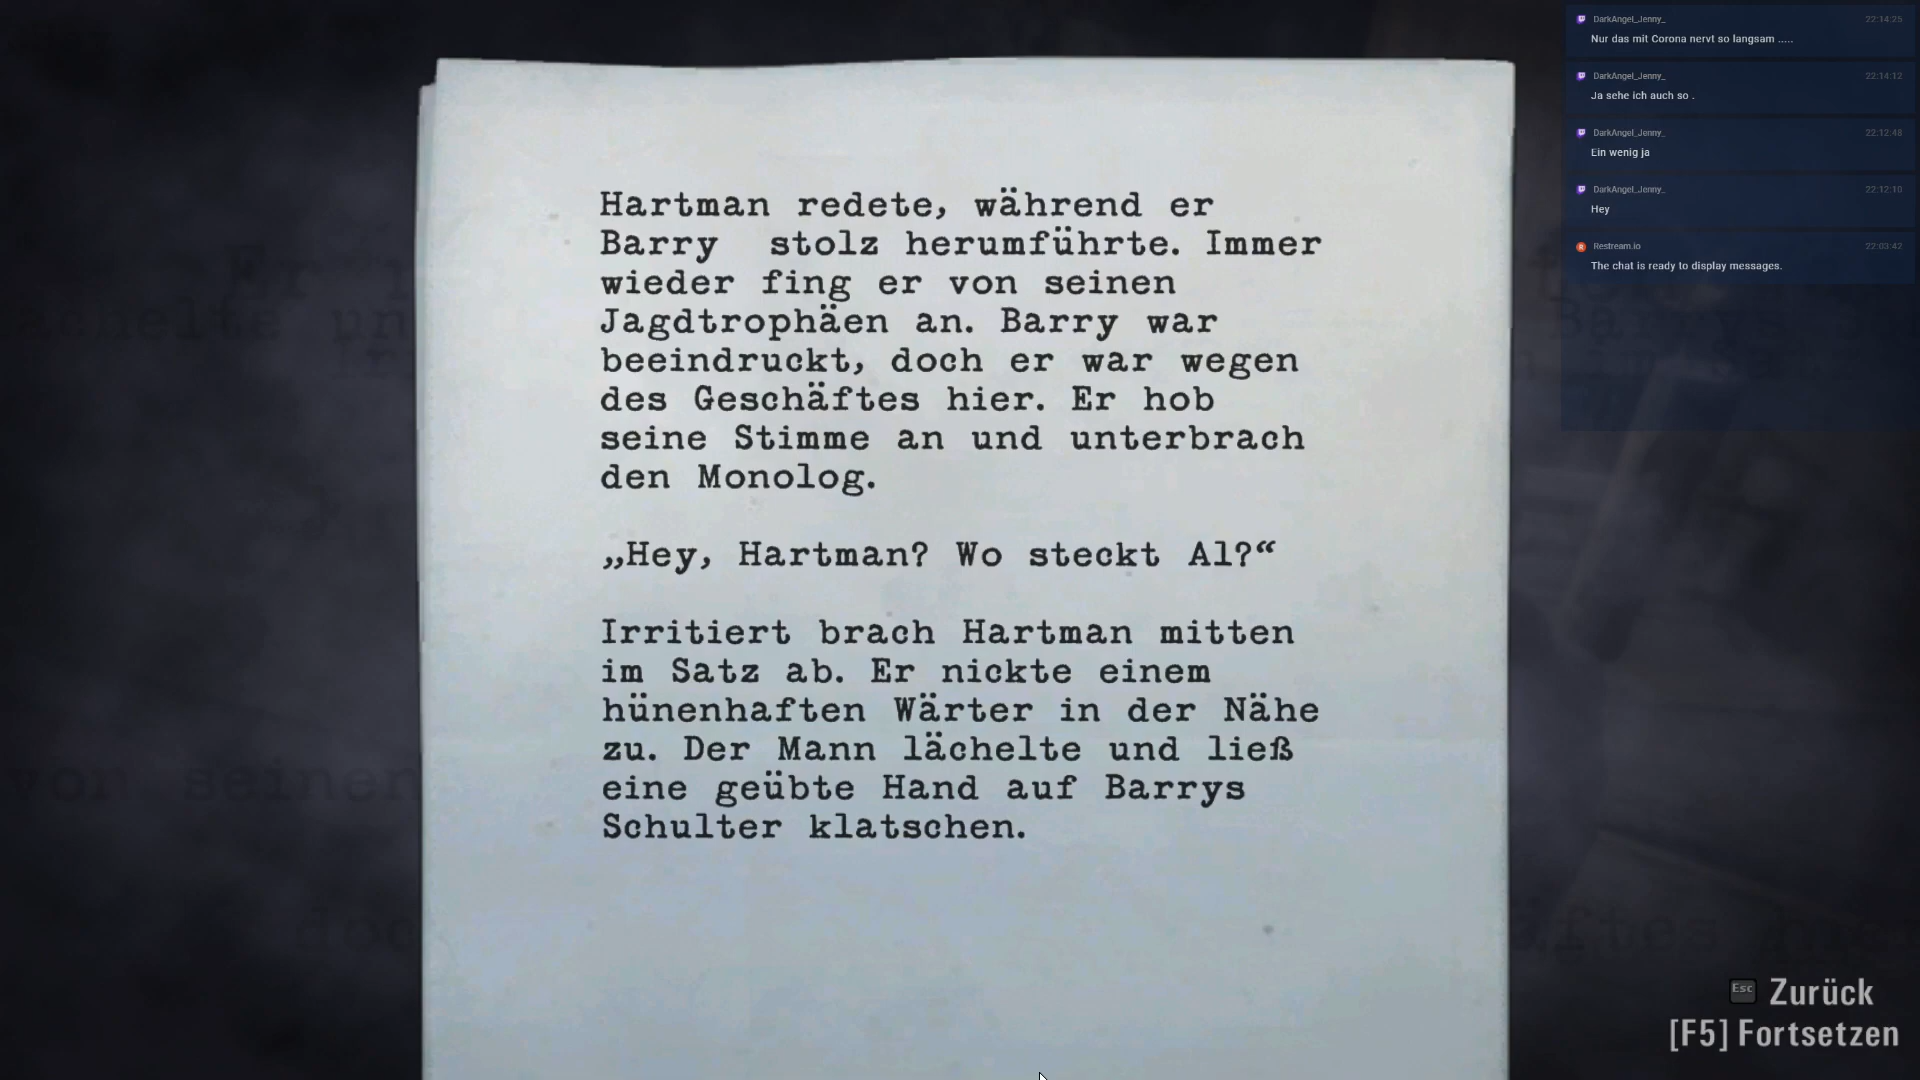 Hartman redete, während er
Barry stolz herumführte. Immer
wieder fing er von seinen
Jagdtrophäen an. Barry war
beeindruckt, doch er war wegen
des Geschäftes hier. Er hob
seine Stimme an und unterbrach
den Monolog.
„Hey, Hartman? Wo steckt Al?“
Irritiert brach Hartman mitten
im Satz ab. Er nickte einem
hünenhaften Wärter in der Nähe
zu. Der Mann lächelte und ließ
eine geübte Hand auf Barrys
Schulter klatschen.
DarkAngel_Jenny_ 22:14:25
Nur das mit Corona nervt so langsam .....
DarkAngel_Jenny_ 22:14:12
Ja sehe ich auch so .
DarkAngel_Jenny_ 22:12:48
Ein wenig ja
DarkAngel_Jenny_ 22:12:10
Hey
Restream.io 22:03:42
The chat is ready to display messages.
von seinen
Esc Zurück
[F5] Fortsetzen